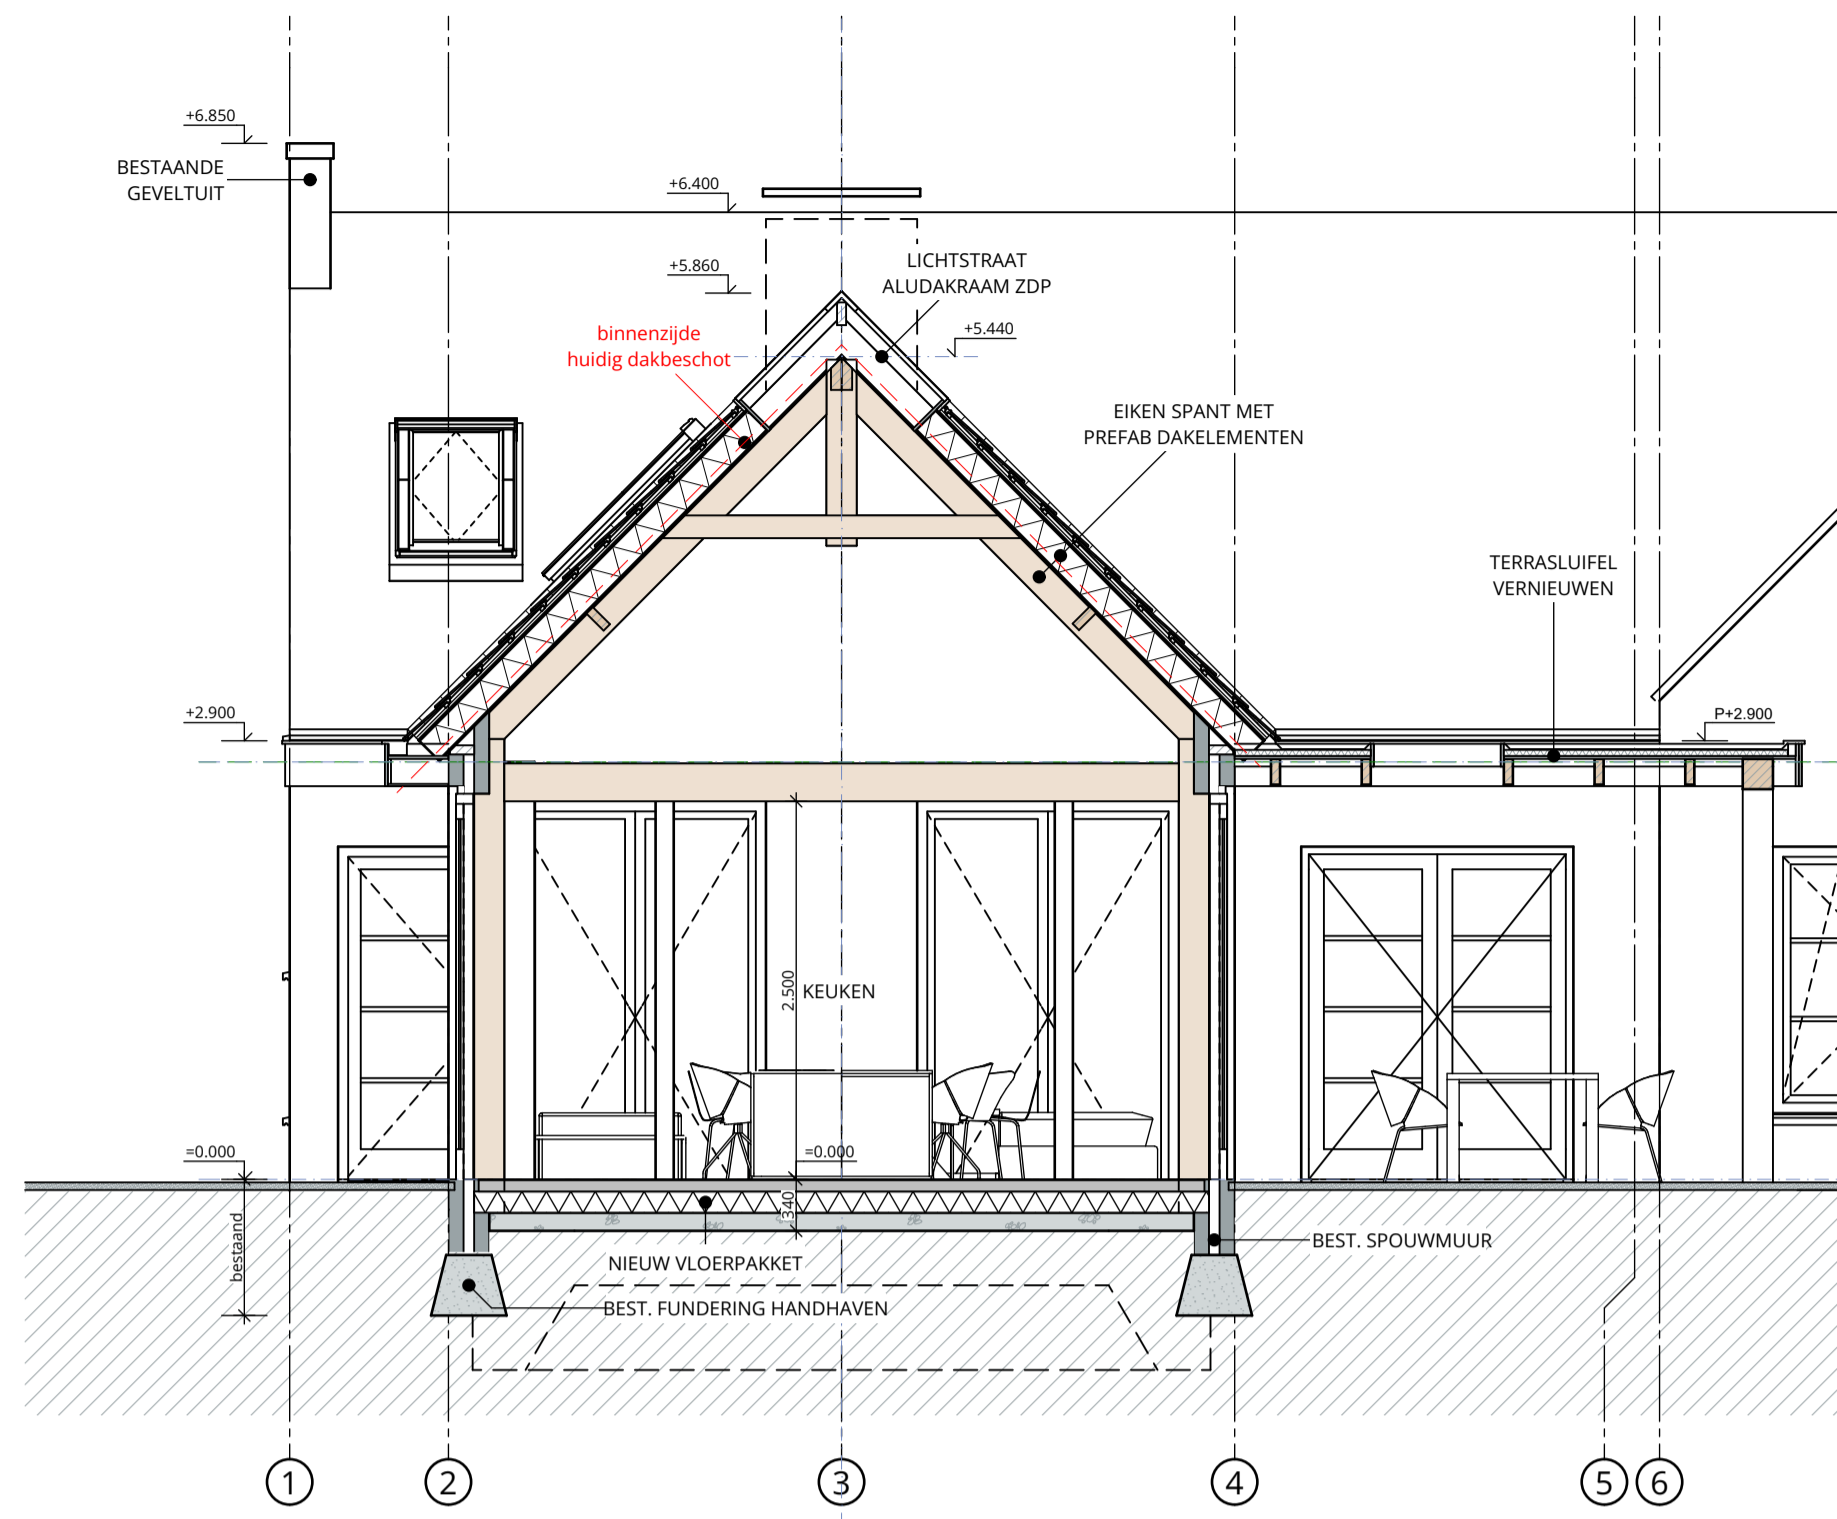 +6.850
BESTAANDE
GEVELTUIT
+6.400
+5.860
LICHTSTRAAT
ALUDAKRAAM ZDP
+5.440
binnenzijde
huidig dakbeschot
EIKEN SPANT MET
PREFAB DAKELEMENTEN
TERRASLUIFEL
VERNIEUWEN
+2.900
P+2.900
2.500
KEUKEN
=0.000
=0.000
340
bestaand
NIEUW VLOERPAKKET
BEST. SPOUWMUUR
BEST. FUNDERING HANDHAVEN
1
2
3
4
5
6